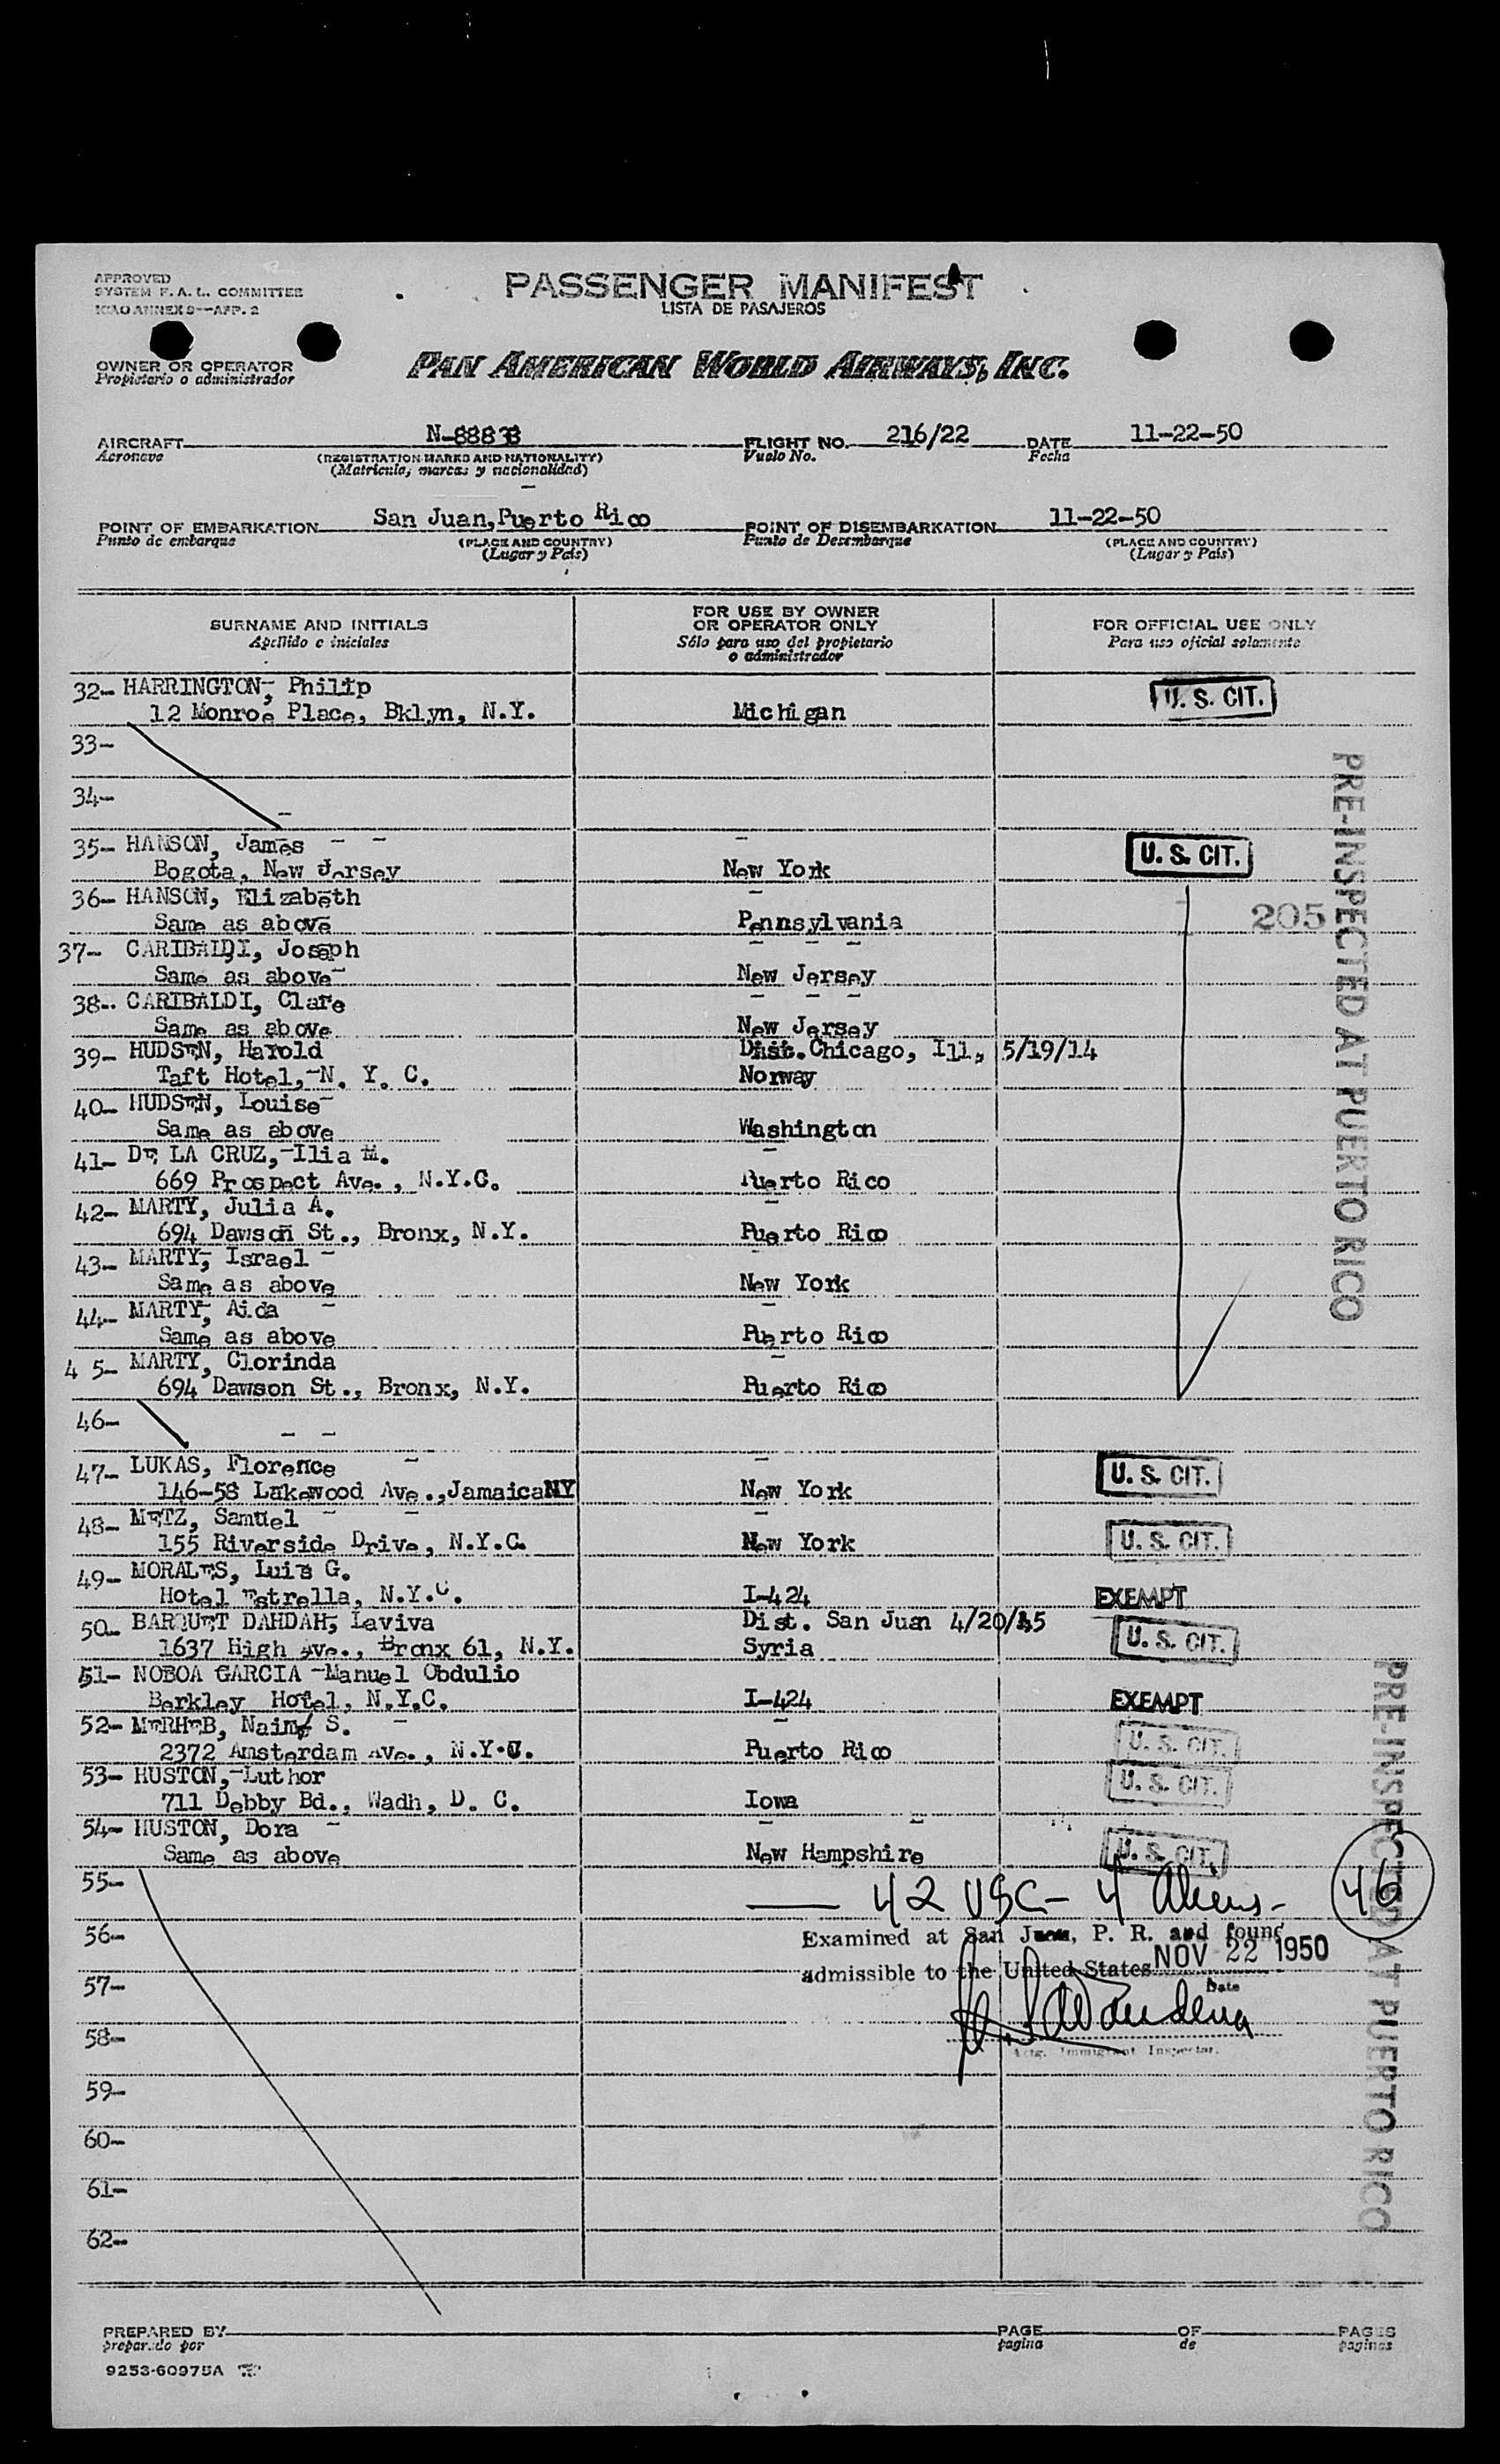 APPROVED
SYSTEM F. A. L. COMMITTEE
ICAO ANNEX 9--APP. 2
PASSENGER MANIFEST
LISTA DE PASAJEROS
OWNER OR OPERATOR
Propietario o administrador
PAN AMERICAN WORLD AIRWAYS, INC.
AIRCRAFT N-8883 FLIGHT NO. 216/22 DATE 11-22-50
Aeronave (REGISTRATION MARKS AND NATIONALITY) Vuelo No. Fecha
(Matricula, marcas y nacionalidad)
POINT OF EMBARKATION San Juan, Puerto Rico POINT OF DISEMBARKATION 11-22-50
Punto de embarque (PLACE AND COUNTRY) Punto de Desembarque (PLACE AND COUNTRY)
(Lugar y País) (Lugar y País)
SURNAME AND INITIALS FOR USE BY OWNER OR OPERATOR ONLY FOR OFFICIAL USE ONLY
Apellido e iniciales Sólo para uso del propietario o administrador Para uso oficial solamente
32- HARRINGTON, Philip U. S. CIT.
12 Monroe Place, Bklyn, N.Y. Michigan
33-
34-
35- HANSON, James U. S. CIT.
Bogota, New Jersey New York
36- HANSON, Elizabeth
Same as above Pennsylvania 205
37- CARIBALDI, Joseph
Same as above New Jersey
38- CARIBALDI, Clare
Same as above New Jersey
39- HUDSEN, Harold Dist. Chicago, Ill, 5/19/14
Taft Hotel, N. Y. C. Norway
40- HUDSEN, Louise
Same as above Washington
41- DE LA CRUZ, Ilia M.
669 Prospect Ave., N.Y.C. Puerto Rico
42- MARTY, Julia A.
694 Dawson St., Bronx, N.Y. Puerto Rico
43- MARTY, Israel
Same as above New York
44- MARTY, Aida
Same as above Puerto Rico
45- MARTY, Clorinda
694 Dawson St., Bronx, N.Y. Puerto Rico
46-
47- LUKAS, Florence U. S. CIT.
146-58 Lakewood Ave., Jamaica NY New York
48- METZ, Samuel
155 Riverside Drive, N.Y.C. New York U. S. CIT.
49- MORALES, Luis G.
Hotel Estrella, N.Y.C. I-424 EXEMPT
50- BARQUET DAHDAH, Laviva Dist. San Juan 4/20/45
1637 High Ave., Bronx 61, N.Y. Syria U. S. CIT.
51- NOBOA GARCIA Manuel Obdulio
Berkley Hotel, N.Y.C. I-424 EXEMPT
52- MERHEB, Naim S.
2372 Amsterdam Ave., N.Y.C. Puerto Rico U. S. CIT.
53- HUSTON, Luthor U. S. CIT.
711 Debby Bd., Wadh, D. C. Iowa
54- HUSTON, Dora
Same as above New Hampshire U. S. CIT.
55- 42 USC- 4 Aliens- 46
56- Examined at San Juan, P. R. and found
admissible to the United States NOV 22 1950
57- Date
58- Actg. Immigrant Inspector.
59-
60-
61-
62-
PRE-INSPECTED AT PUERTO RICO
PRE-INSPECTED AT PUERTO RICO
PREPARED BY PAGE OF PAGES
preparado por pagina de paginas
9253-60975A